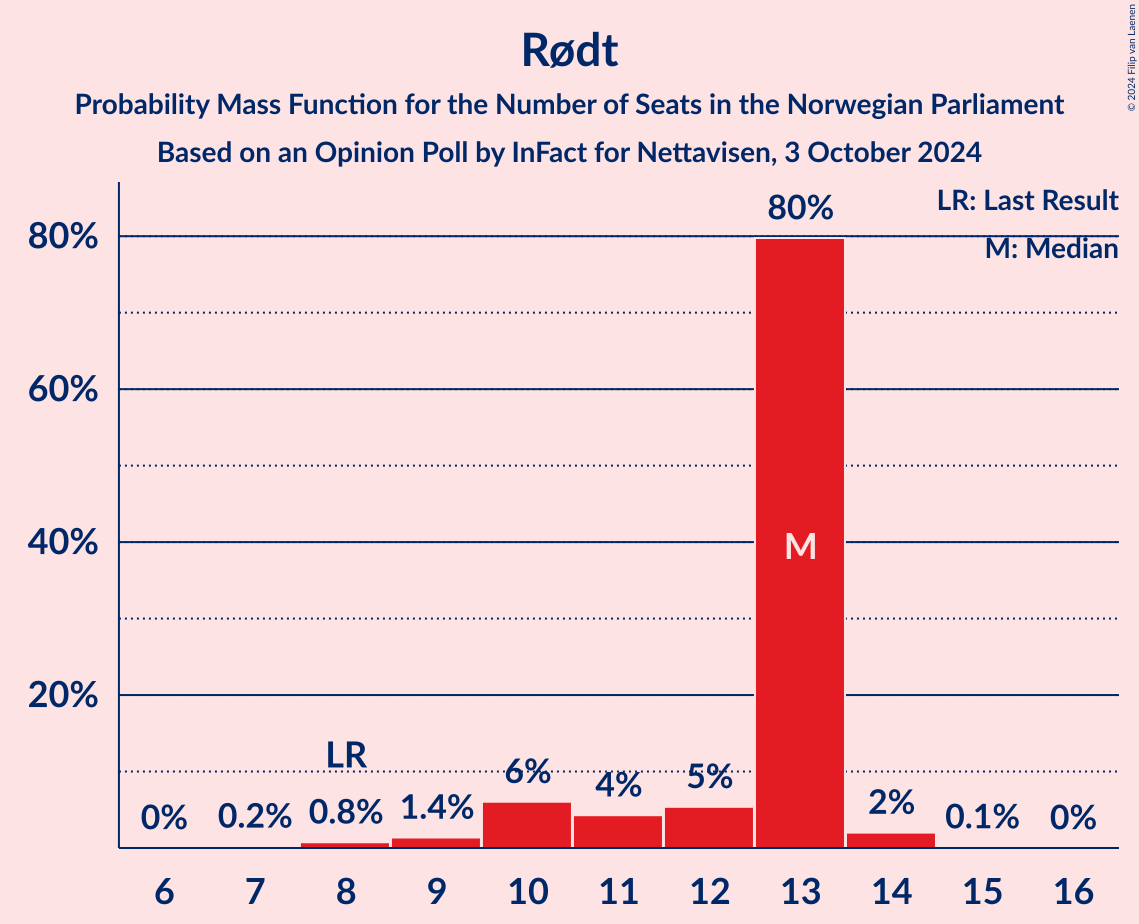 Rødt
Probability Mass Function for the Number of Seats in the Norwegian Parliament
Based on an Opinion Poll by InFact for Nettavisen, 3 October 2024
© 2024 Filip van Laenen
LR: Last Result
M: Median
80%
60%
40%
20%
0%
0.2%
LR
0.8%
1.4%
6%
4%
5%
80%
M
2%
0.1%
0%
6 7 8 9 10 11 12 13 14 15 16